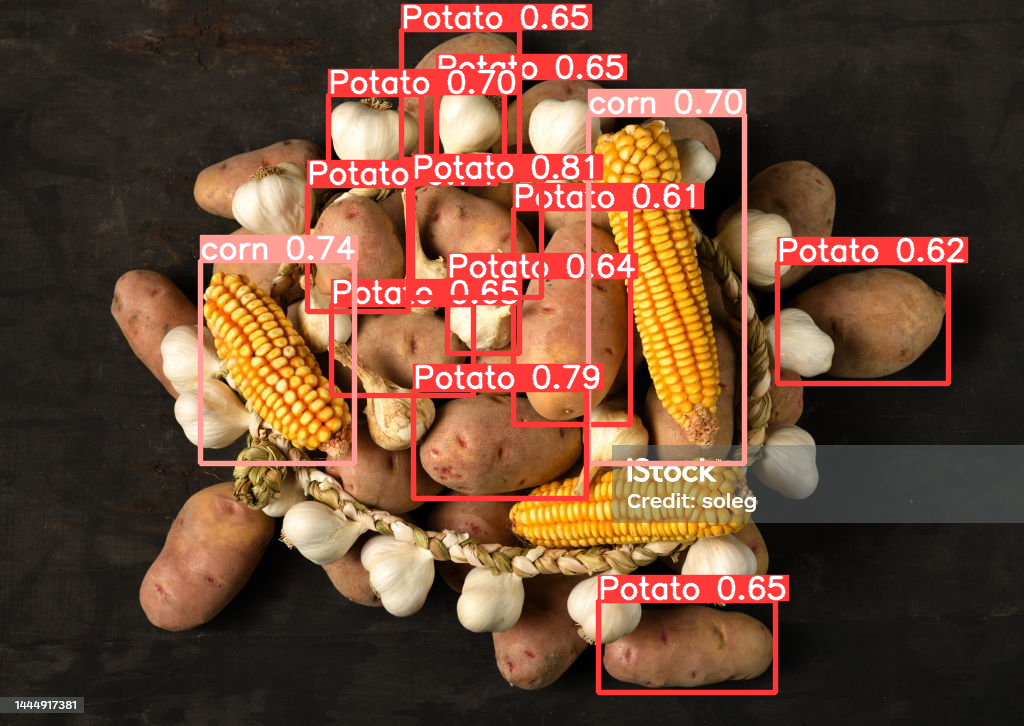 Potato 0.65
Potato 0.65
Potato 0.70
corn 0.70
Potato 0.81
Potato
Potato 0.61
corn 0.74
Potato 0.62
Potato 0.64
Potato 0.65
Potato 0.79
iStock
Credit: soleg
Potato 0.65
1444917381